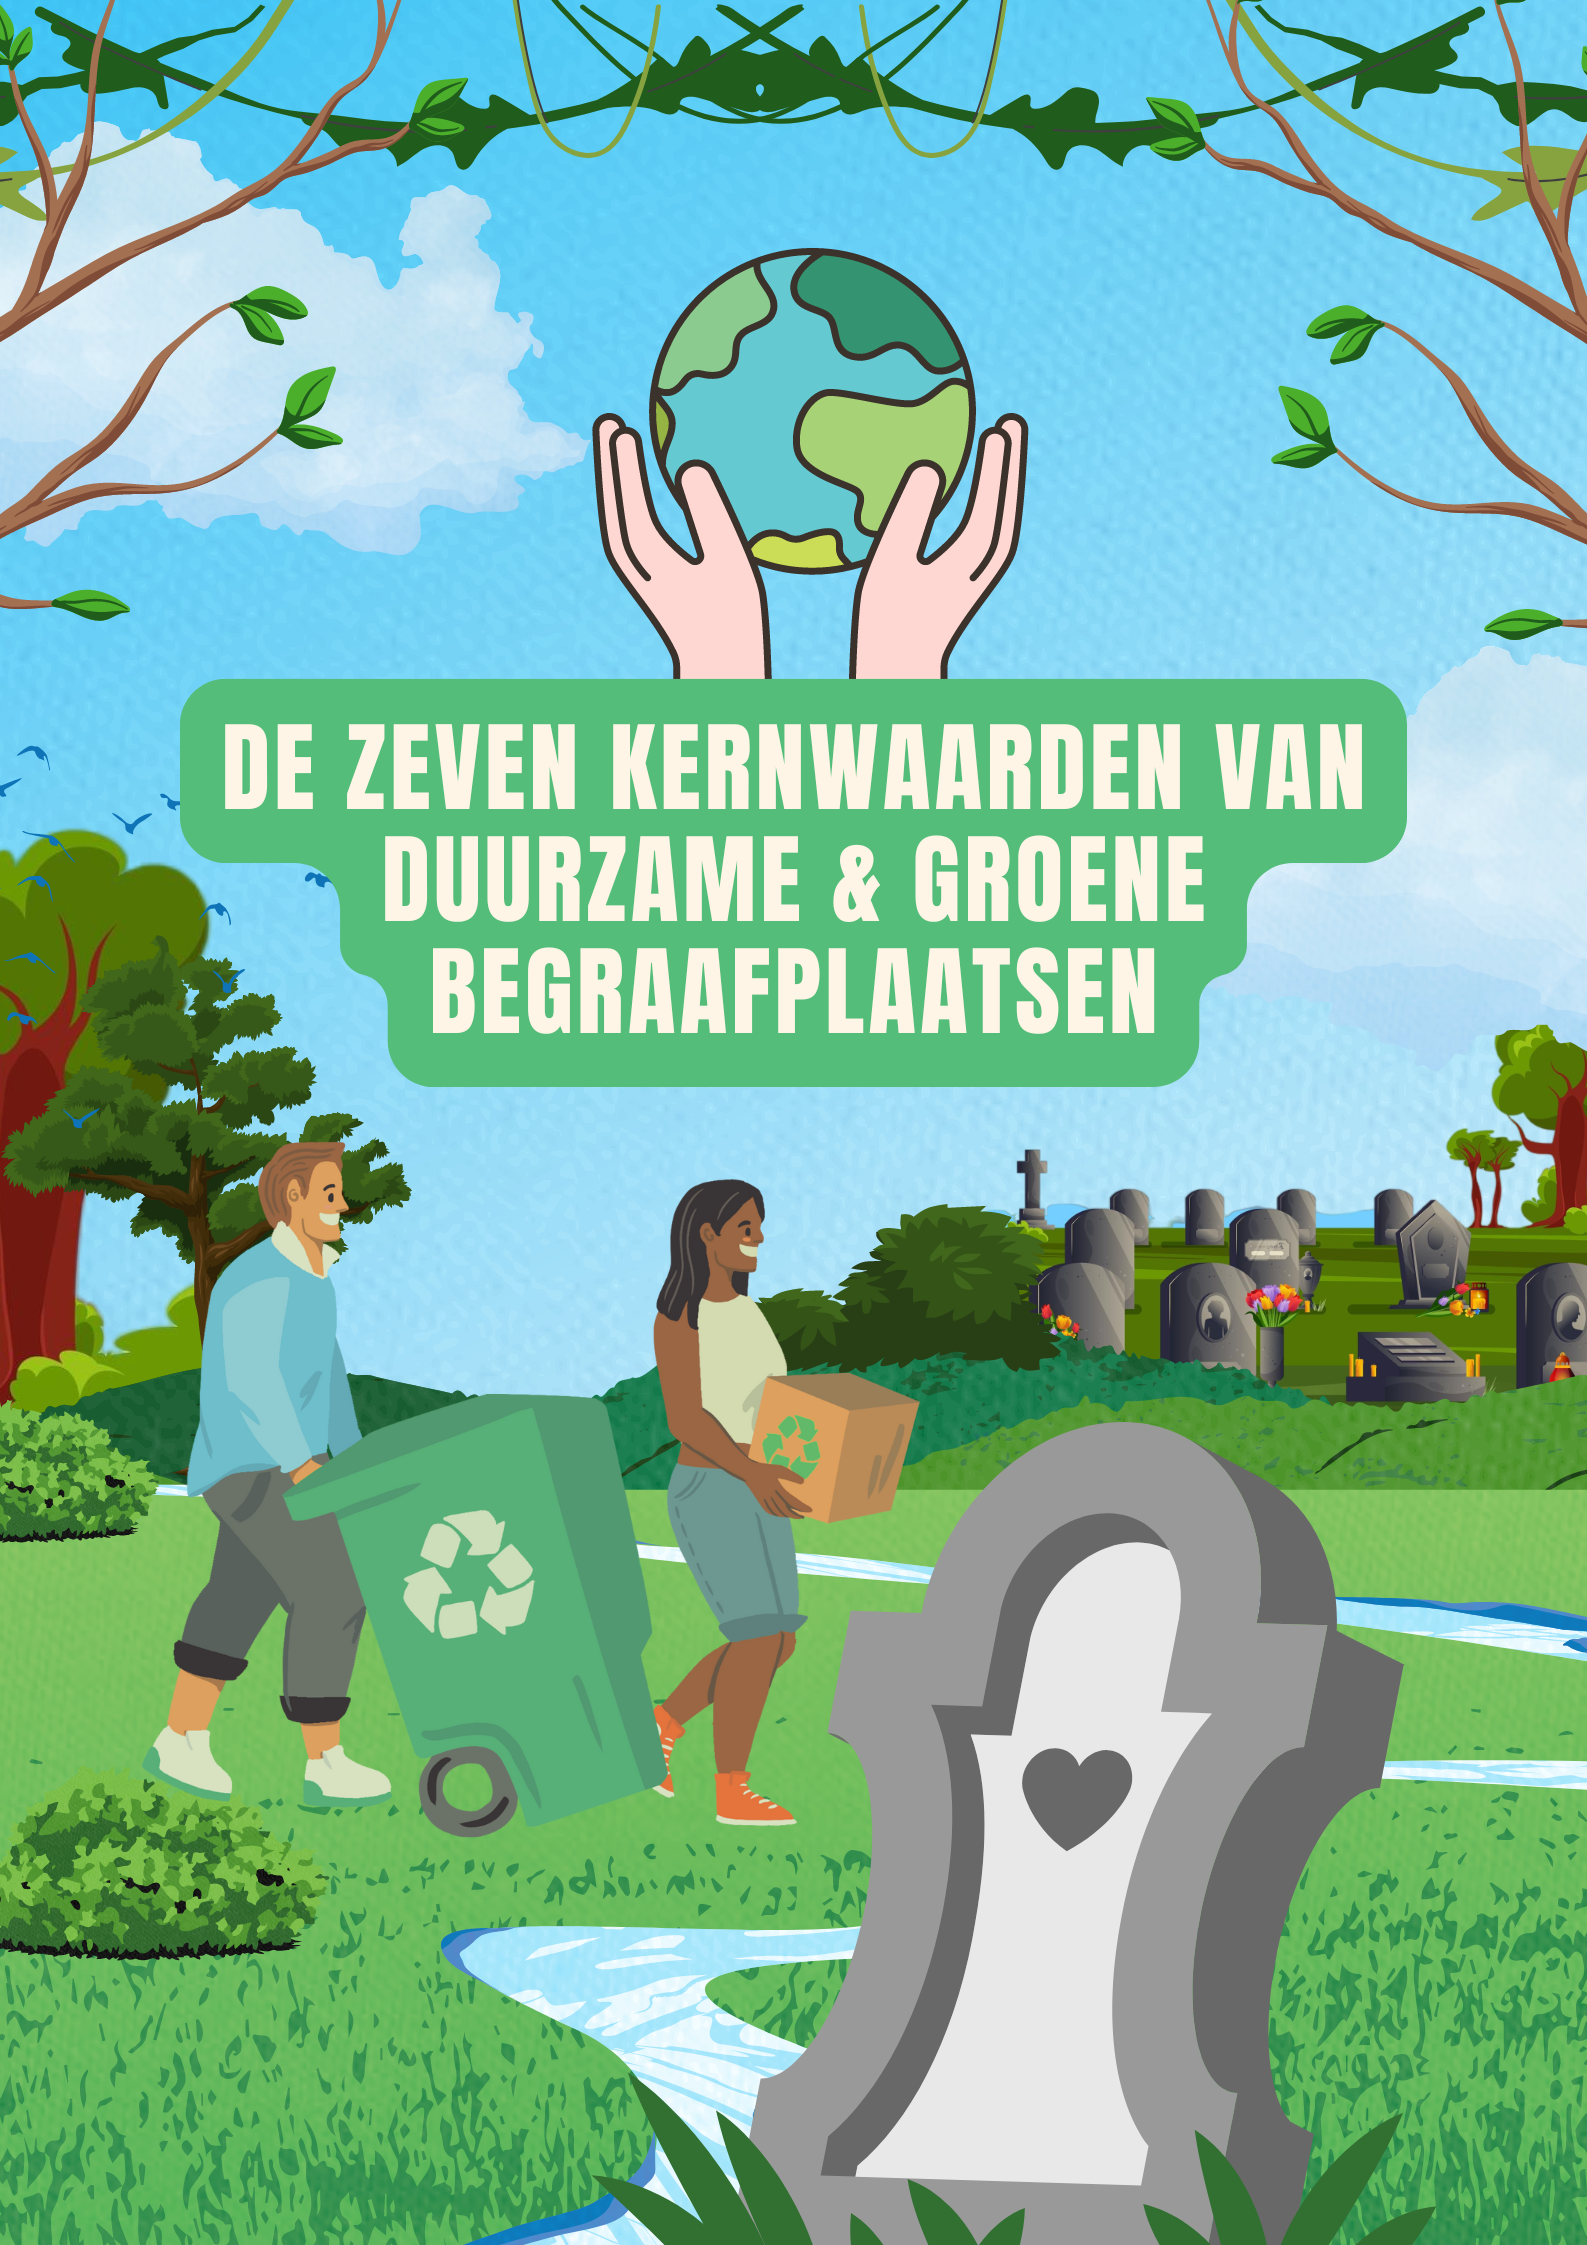 DE ZEVEN KERNWAARDEN VAN
DUURZAME & GROENE
BEGRAAFPLAATSEN